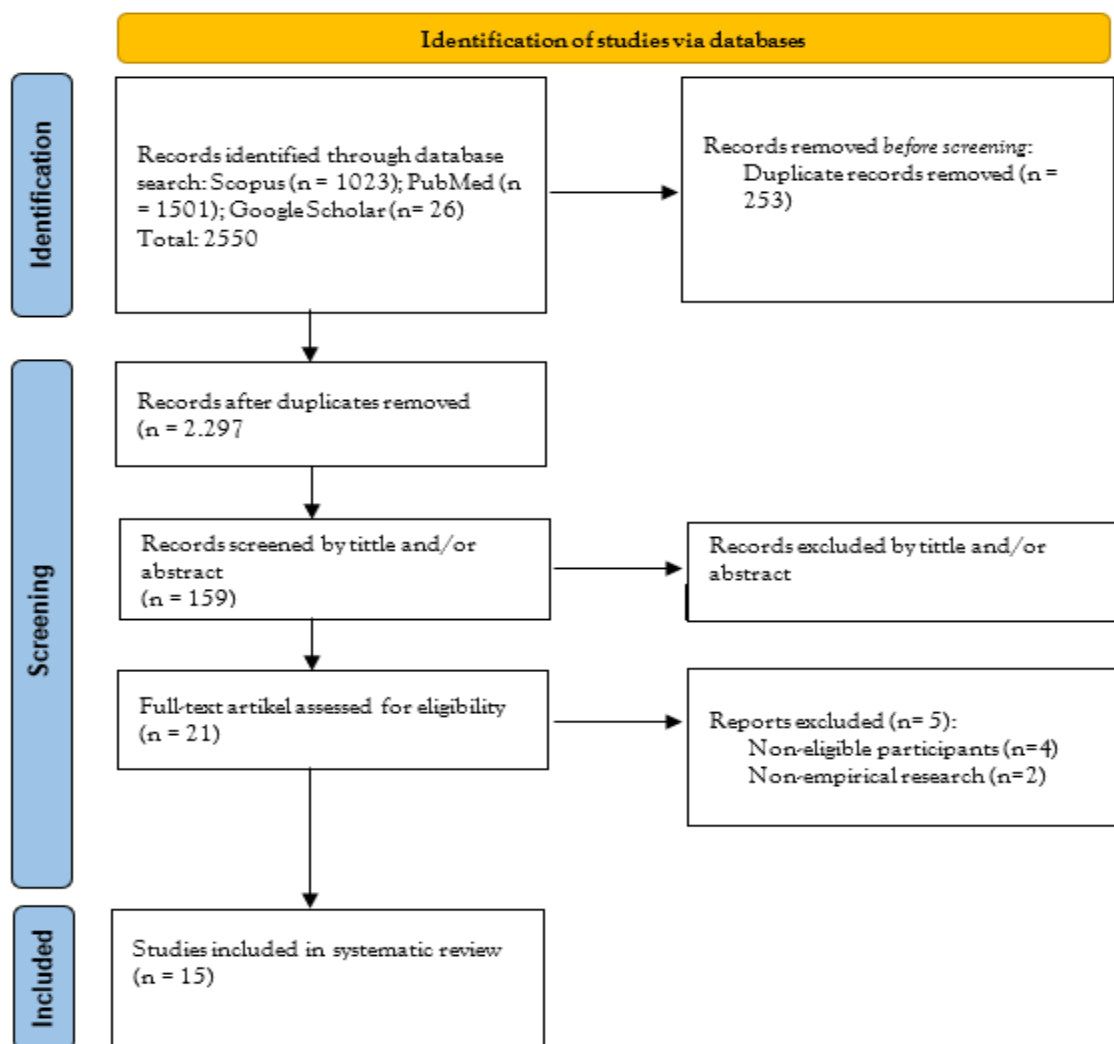 Identification of studies via databases
Identification
Records identified through database
search: Scopus (n = 1023); PubMed (n
= 1501); Google Scholar (n= 26)
Total: 2550
Records removed before screening:
Duplicate records removed (n =
253)
Screening
Records after duplicates removed
(n = 2.297
Records screened by tittle and/or
abstract
(n = 159)
Records excluded by tittle and/or
abstract
Full-text artikel assessed for eligibility
(n = 21)
Reports excluded (n= 5):
Non-eligible participants (n=4)
Non-empirical research (n=2)
Included
Studies included in systematic review
(n = 15)